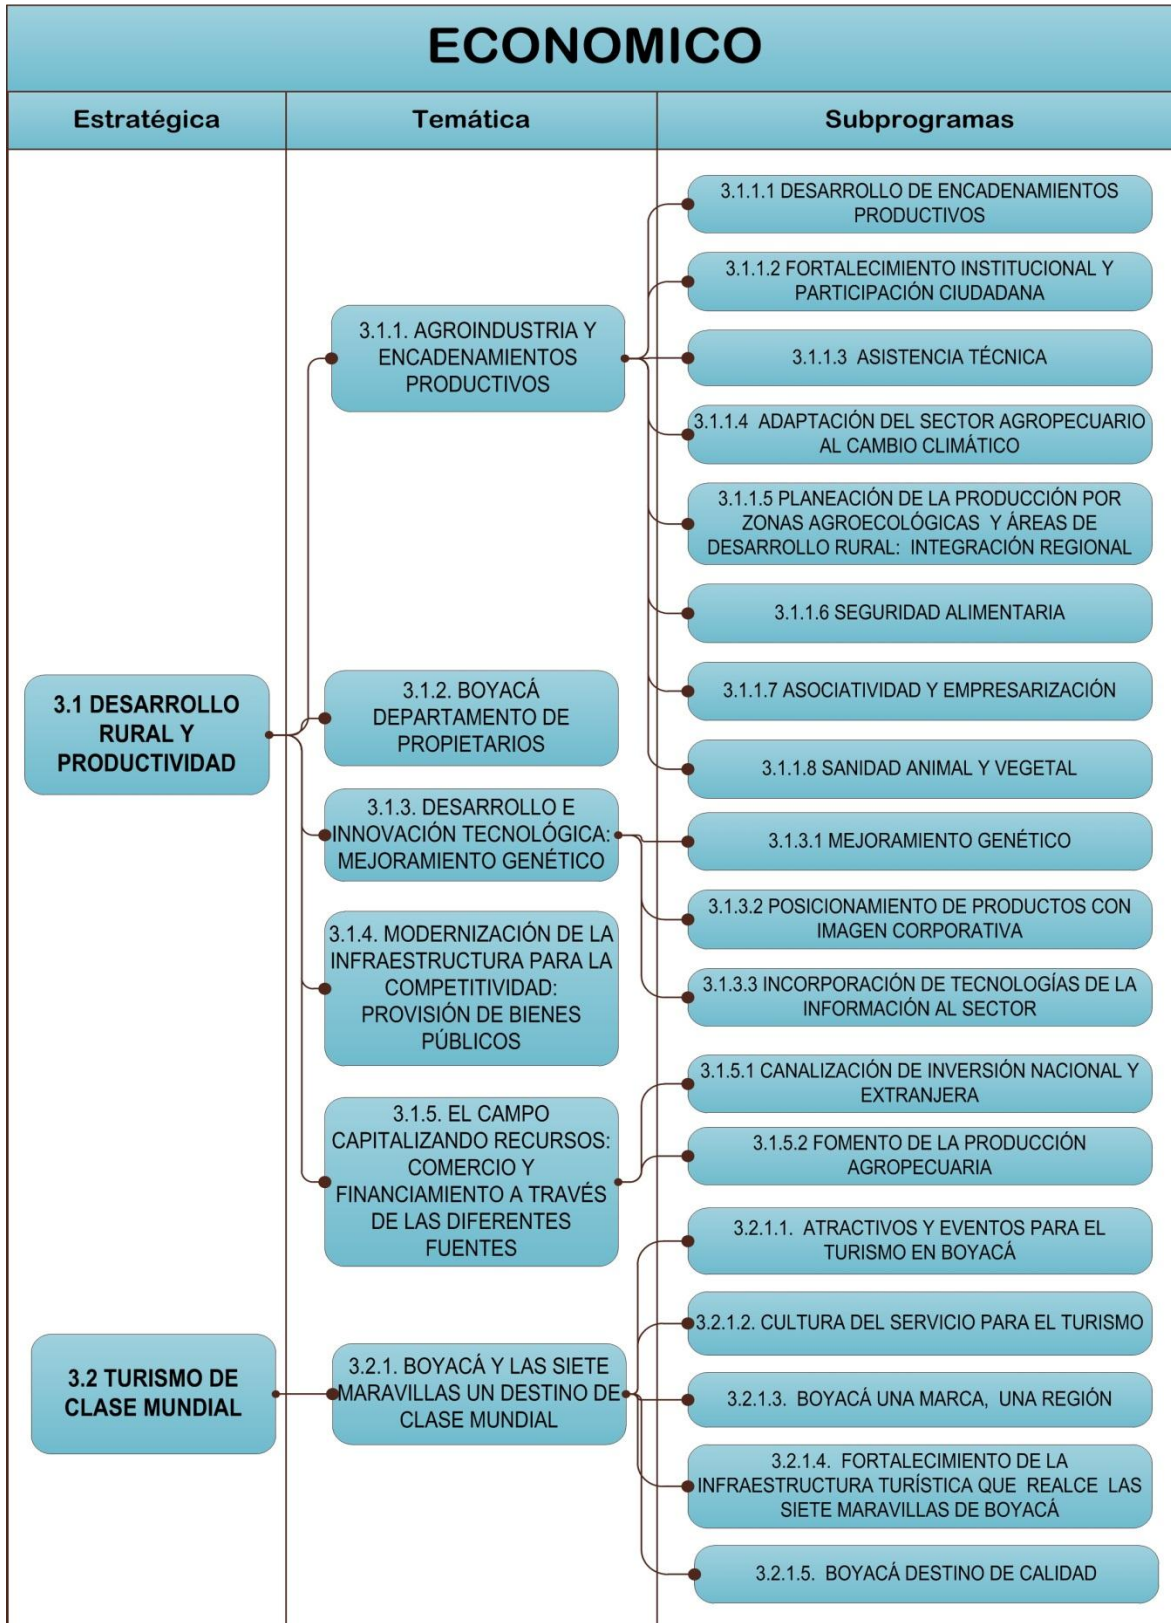 ECONOMICO
Estratégica
Temática
Subprogramas
3.1 DESARROLLO
RURAL Y
PRODUCTIVIDAD
3.1.1. AGROINDUSTRIA Y
ENCADENAMIENTOS
PRODUCTIVOS
3.1.1.1 DESARROLLO DE ENCADENAMIENTOS
PRODUCTIVOS
3.1.1.2 FORTALECIMIENTO INSTITUCIONAL Y
PARTICIPACIÓN CIUDADANA
3.1.1.3 ASISTENCIA TÉCNICA
3.1.1.4 ADAPTACIÓN DEL SECTOR AGROPECUARIO
AL CAMBIO CLIMÁTICO
3.1.1.5 PLANEACIÓN DE LA PRODUCCIÓN POR
ZONAS AGROECOLÓGICAS Y ÁREAS DE
DESARROLLO RURAL: INTEGRACIÓN REGIONAL
3.1.1.6 SEGURIDAD ALIMENTARIA
3.1.1.7 ASOCIATIVIDAD Y EMPRESARIZACIÓN
3.1.1.8 SANIDAD ANIMAL Y VEGETAL
3.1.2. BOYACÁ
DEPARTAMENTO DE
PROPIETARIOS
3.1.3. DESARROLLO E
INNOVACIÓN TECNOLÓGICA:
MEJORAMIENTO GENÉTICO
3.1.3.1 MEJORAMIENTO GENÉTICO
3.1.3.2 POSICIONAMIENTO DE PRODUCTOS CON
IMAGEN CORPORATIVA
3.1.3.3 INCORPORACIÓN DE TECNOLOGÍAS DE LA
INFORMACIÓN AL SECTOR
3.1.4. MODERNIZACIÓN DE LA
INFRAESTRUCTURA PARA LA
COMPETITIVIDAD:
PROVISIÓN DE BIENES
PÚBLICOS
3.1.5. EL CAMPO
CAPITALIZANDO RECURSOS:
COMERCIO Y
FINANCIAMIENTO A TRAVÉS
DE LAS DIFERENTES
FUENTES
3.1.5.1 CANALIZACIÓN DE INVERSIÓN NACIONAL Y
EXTRANJERA
3.1.5.2 FOMENTO DE LA PRODUCCIÓN
AGROPECUARIA
3.2 TURISMO DE
CLASE MUNDIAL
3.2.1. BOYACÁ Y LAS SIETE
MARAVILLAS UN DESTINO DE
CLASE MUNDIAL
3.2.1.1. ATRACTIVOS Y EVENTOS PARA EL
TURISMO EN BOYACÁ
3.2.1.2. CULTURA DEL SERVICIO PARA EL TURISMO
3.2.1.3. BOYACÁ UNA MARCA, UNA REGIÓN
3.2.1.4. FORTALECIMIENTO DE LA
INFRAESTRUCTURA TURÍSTICA QUE REALCE LAS
SIETE MARAVILLAS DE BOYACÁ
3.2.1.5. BOYACÁ DESTINO DE CALIDAD